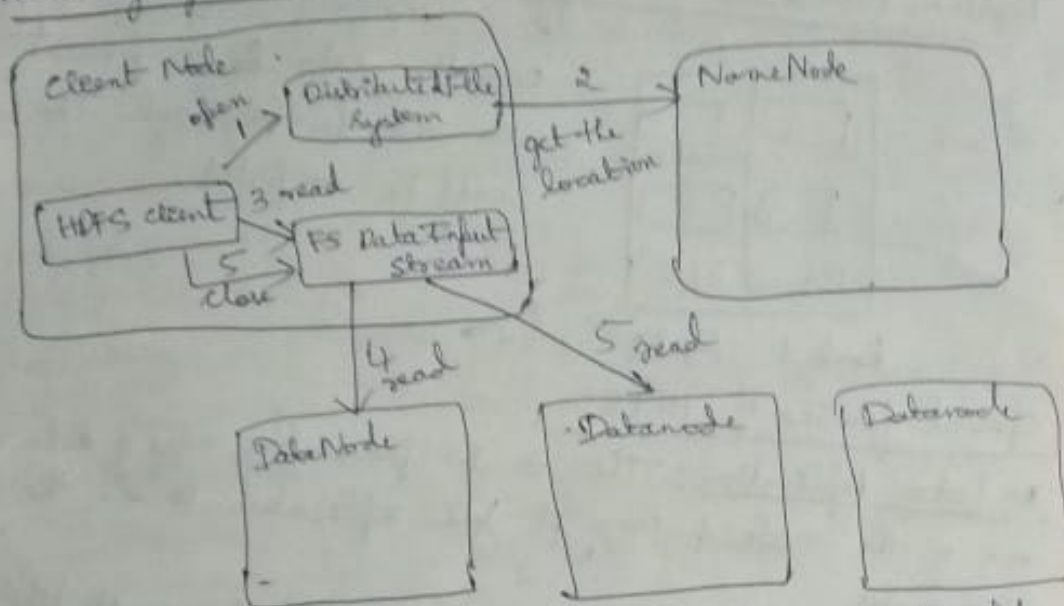 Client Node
open
1
Distributed file
System
2
get the
location
NameNode
HDFS client
3 read
FS Data Input
Stream
5
close
4
read
5 read
DataNode
Datanode
Datanode